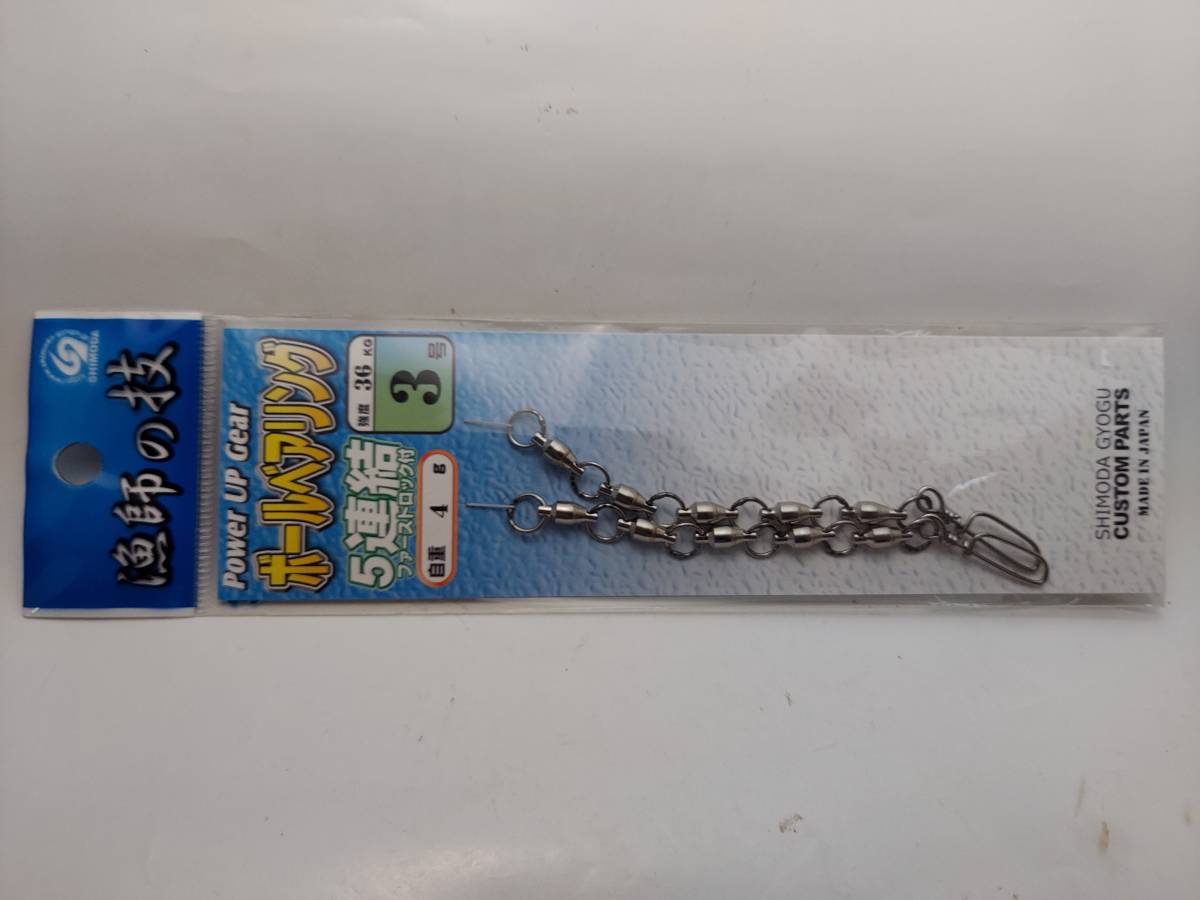 SHIMODA
漁師の技
Power UP Gear
ボールベアリング
5連結
ファーストロック付
強度 36 KG
3号
自重 4 g
SHIMODA GYOGU
CUSTOM PARTS
MADE IN JAPAN